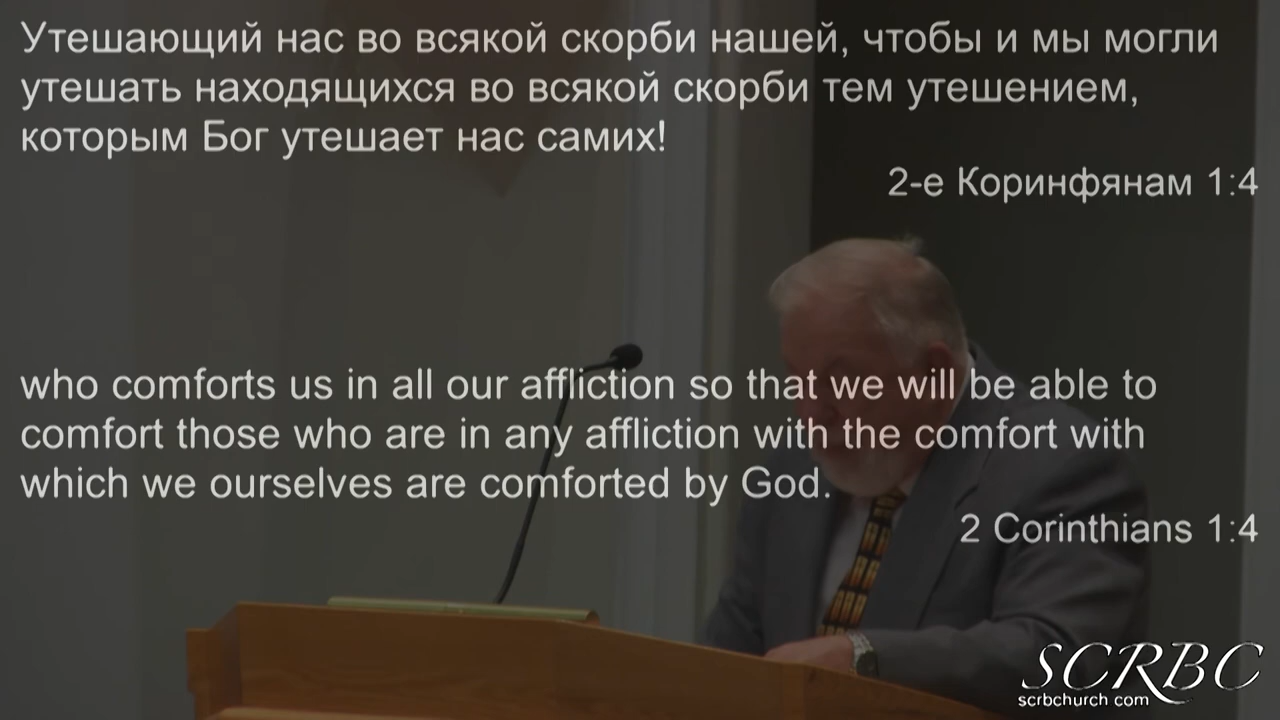 Утешающий нас во всякой скорби нашей, чтобы и мы могли
утешать находящихся во всякой скорби тем утешением,
которым Бог утешает нас самих!
2-е Коринфянам 1:4
who comforts us in all our affliction so that we will be able to
comfort those who are in any affliction with the comfort with
which we ourselves are comforted by God.
2 Corinthians 1:4
SCRBC
scrbchurch com